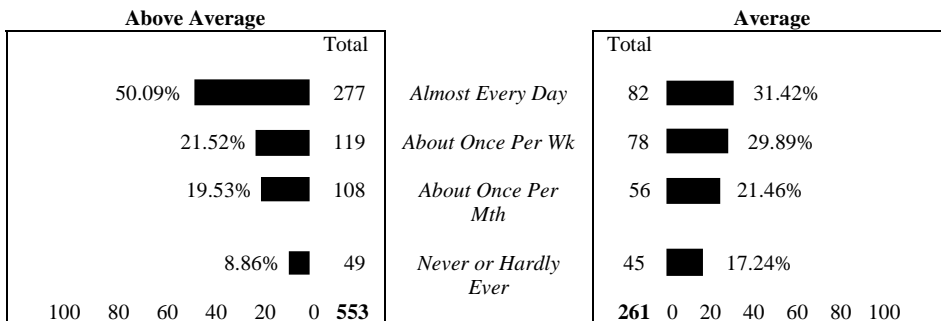 Above Average Average
Total Total
50.09% 277 Almost Every Day 82 31.42%
21.52% 119 About Once Per Wk 78 29.89%
19.53% 108 About Once Per 56 21.46%
Mth
8.86% 49 Never or Hardly 45 17.24%
Ever
100 80 60 40 20 0 553 261 0 20 40 60 80 100